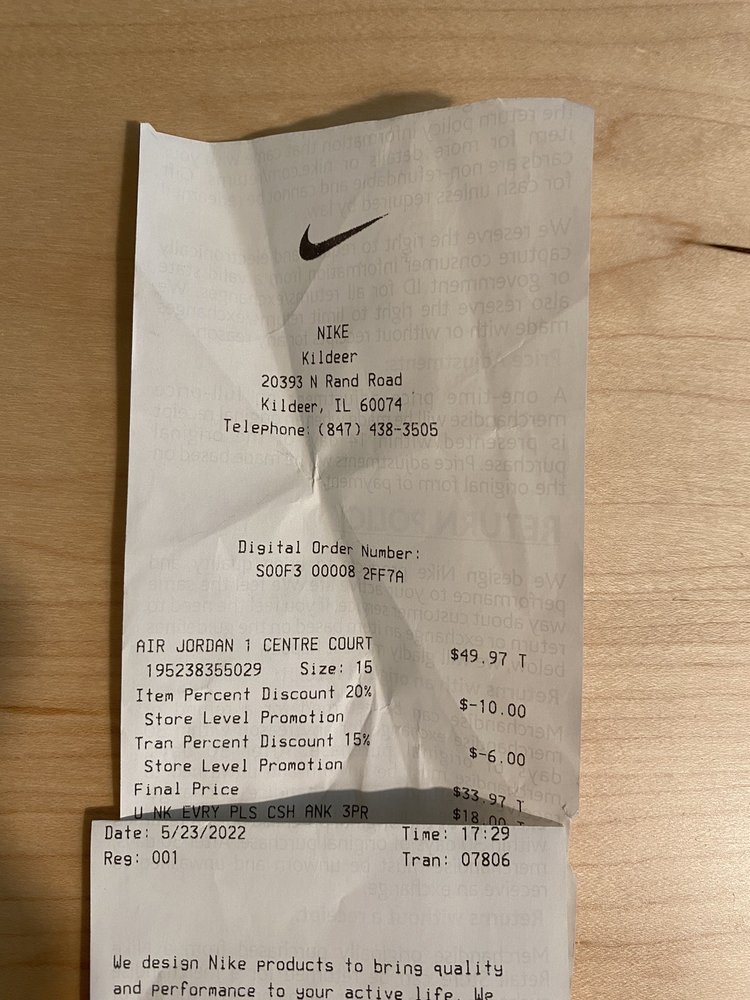 NIKE
Kildeer
20393 N Rand Road
Kildeer, IL 60074
Telephone: (847) 438-3505
Digital Order Number:
S00F3 00008 2FF7A
AIR JORDAN 1 CENTRE COURT $49.97 T
195238355029 Size: 15
Item Percent Discount 20% $-10.00
Store Level Promotion
Tran Percent Discount 15% $-6.00
Store Level Promotion
Final Price $33.97 T
U NK EVRY PLS CSH ANK 3PR $18.00 T
Date: 5/23/2022 Time: 17:29
Reg: 001 Tran: 07806
We design Nike products to bring quality
and performance to your active life. We